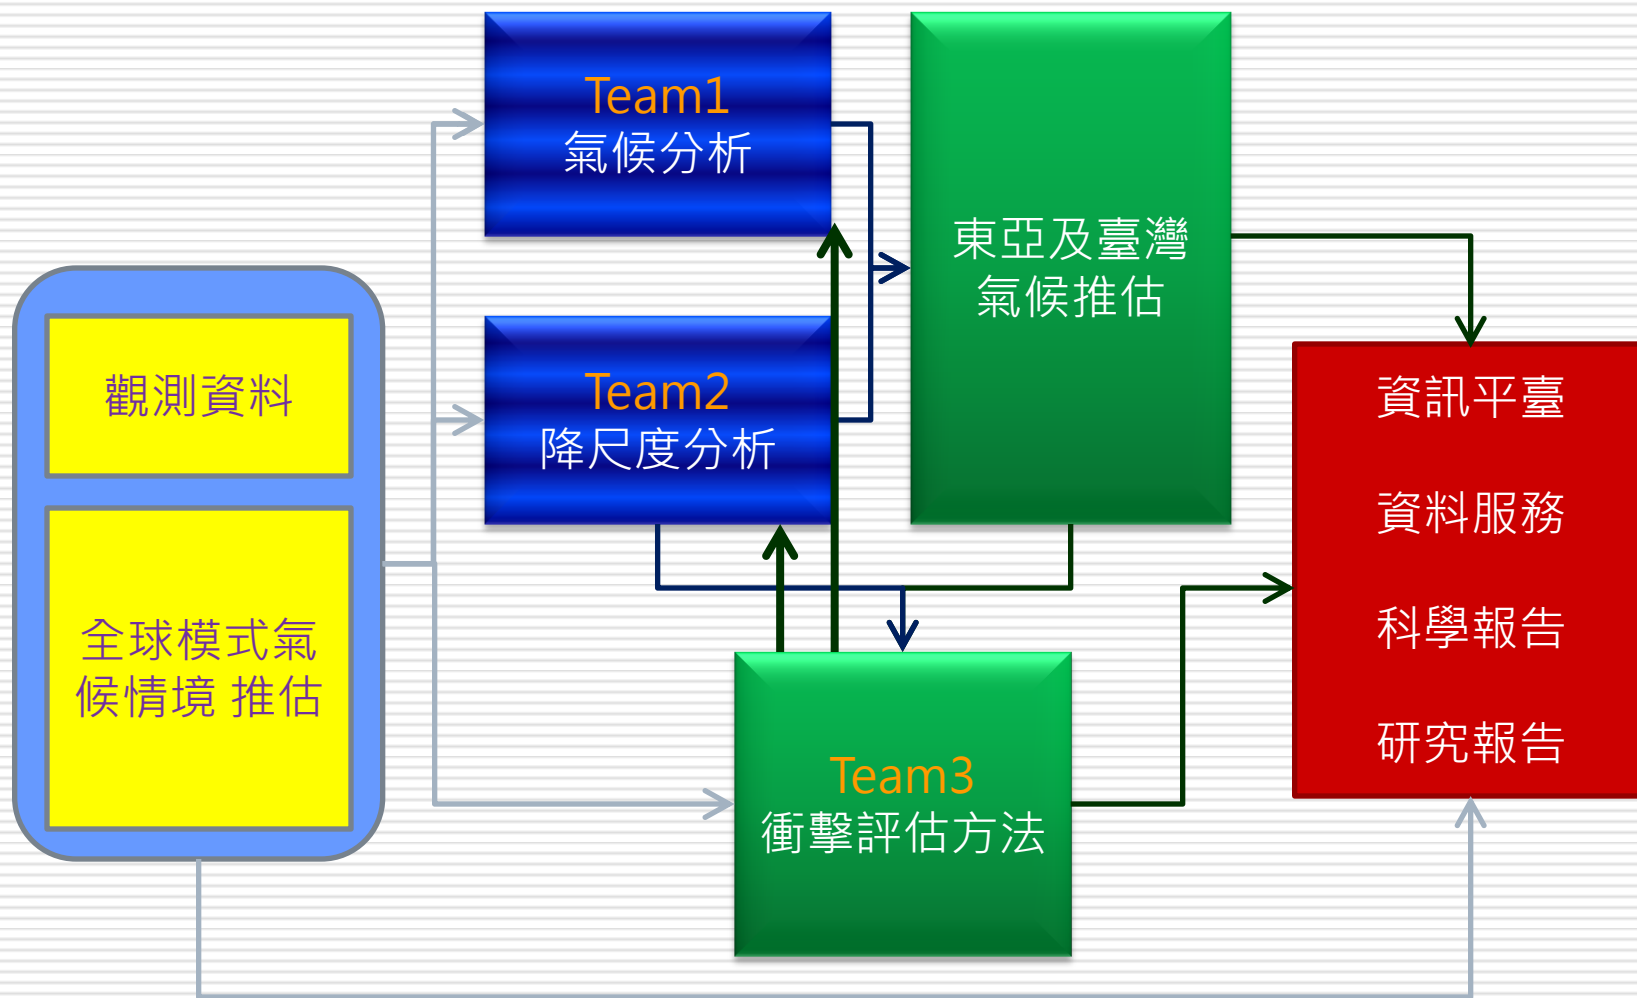 Team1
氣候分析
東亞及臺灣
氣候推估
觀測資料
Team2
降尺度分析
全球模式氣
候情境 推估
Team3
衝擊評估方法
資訊平臺
資料服務
科學報告
研究報告